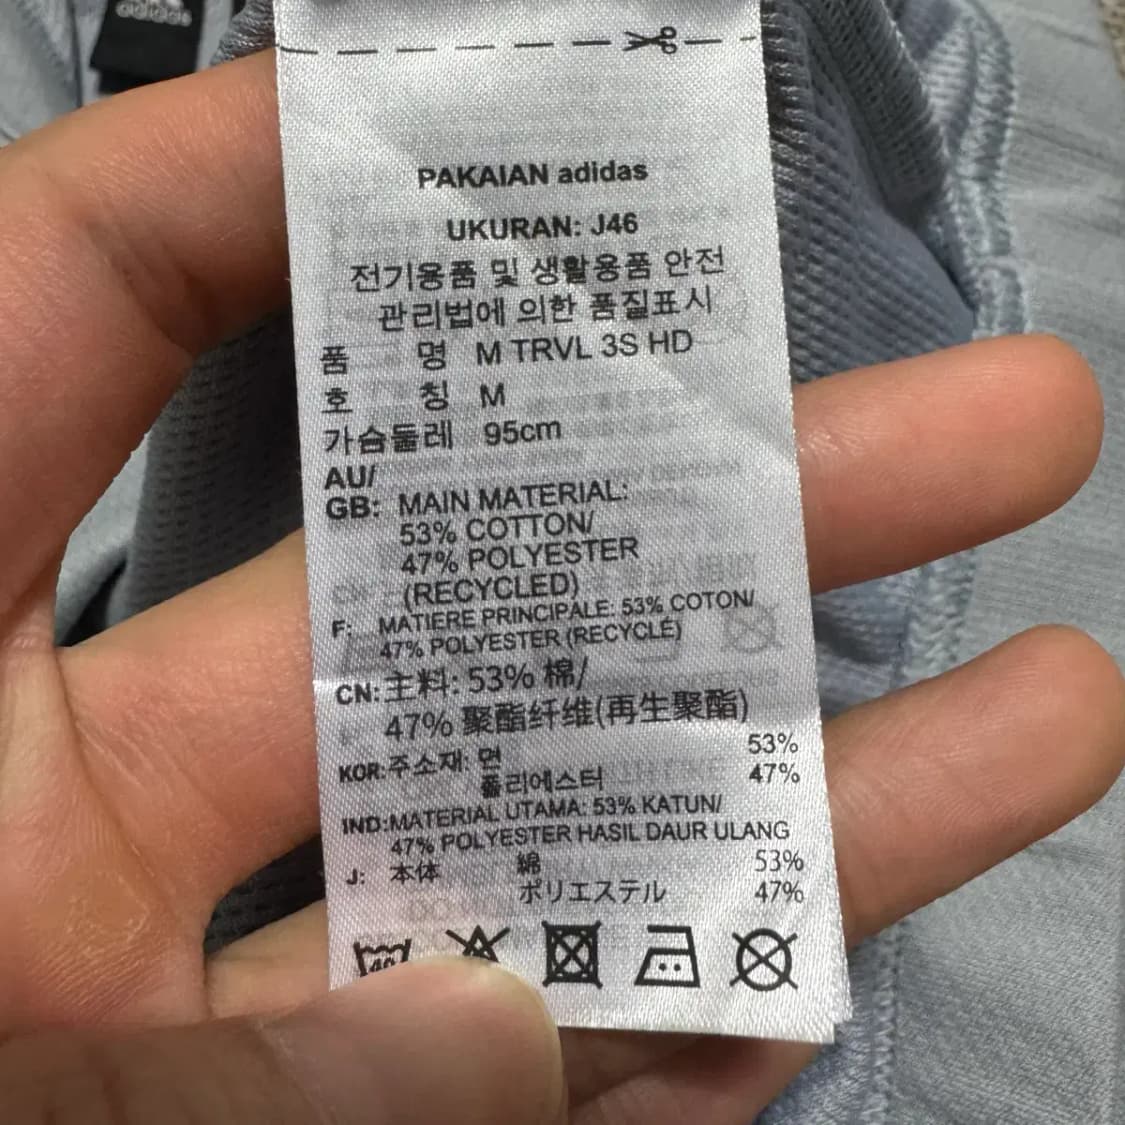 adidas
PAKAIAN adidas
UKURAN: J46
전기용품 및 생활용품 안전
관리법에 의한 품질표시
품 명 M TRVL 3S HD
호 칭 M
가슴둘레 95cm
AU/
GB: MAIN MATERIAL:
53% COTTON/
47% POLYESTER
(RECYCLED)
F: MATIERE PRINCIPALE: 53% COTON/
47% POLYESTER (RECYCLÉ)
CN: 主料: 53% 棉/
47% 聚酯纤维(再生聚酯)
KOR: 주소재: 면 53%
폴리에스터 47%
IND: MATERIAL UTAMA: 53% KATUN/
47% POLYESTER HASIL DAUR ULANG
J: 本体 綿 53%
ポリエステル 47%
40